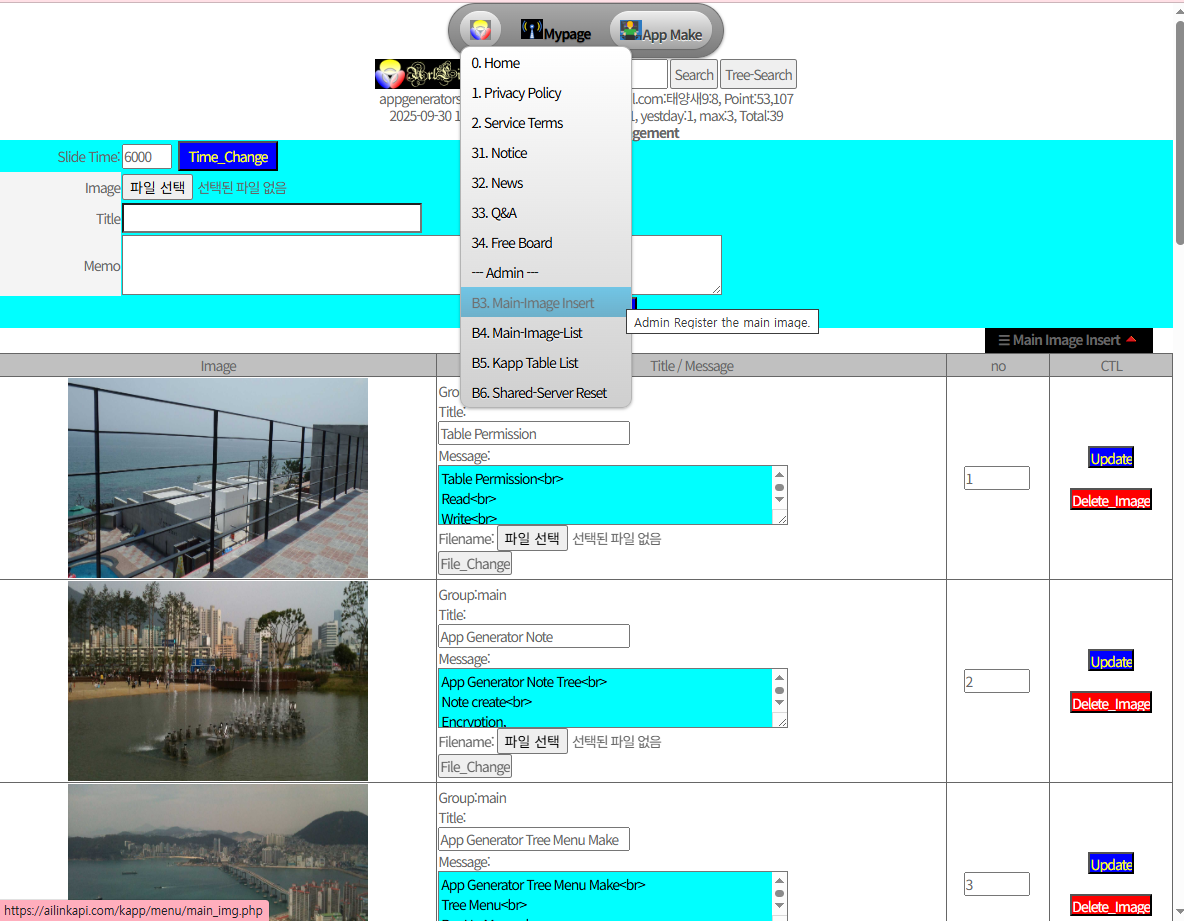 Mypage
App Make
0. Home
1. Privacy Policy
2. Service Terms
31. Notice
32. News
33. Q&A
34. Free Board
--- Admin ---
B3. Main-Image Insert
B4. Main-Image-List
B5. Kapp Table List
B6. Shared-Server Reset
Admin Register the main image.
Search
Tree-Search
appgenerators
l.com:태양새9:8, Point:53,107
2025-09-30 1
1, yestday:1, max:3, Total:39
gement
Slide Time: 6000 Time_Change
Image 파일 선택 선택된 파일 없음
Title
Memo
☰ Main Image Insert
Image Title / Message no CTL
Gro
Title:
Table Permission
Message:
Table Permission<br>
Read<br>
Write<br>
Filename: 파일 선택 선택된 파일 없음
File_Change
1
Update
Delete_Image
Group:main
Title:
App Generator Note
Message:
App Generator Note Tree<br>
Note create<br>
Encryption,
Filename: 파일 선택 선택된 파일 없음
File_Change
2
Update
Delete_Image
Group:main
Title:
App Generator Tree Menu Make
Message:
App Generator Tree Menu Make<br>
Tree Menu<br>
3
Update
Delete_Image
https://ailinkapi.com/kapp/menu/main_img.php